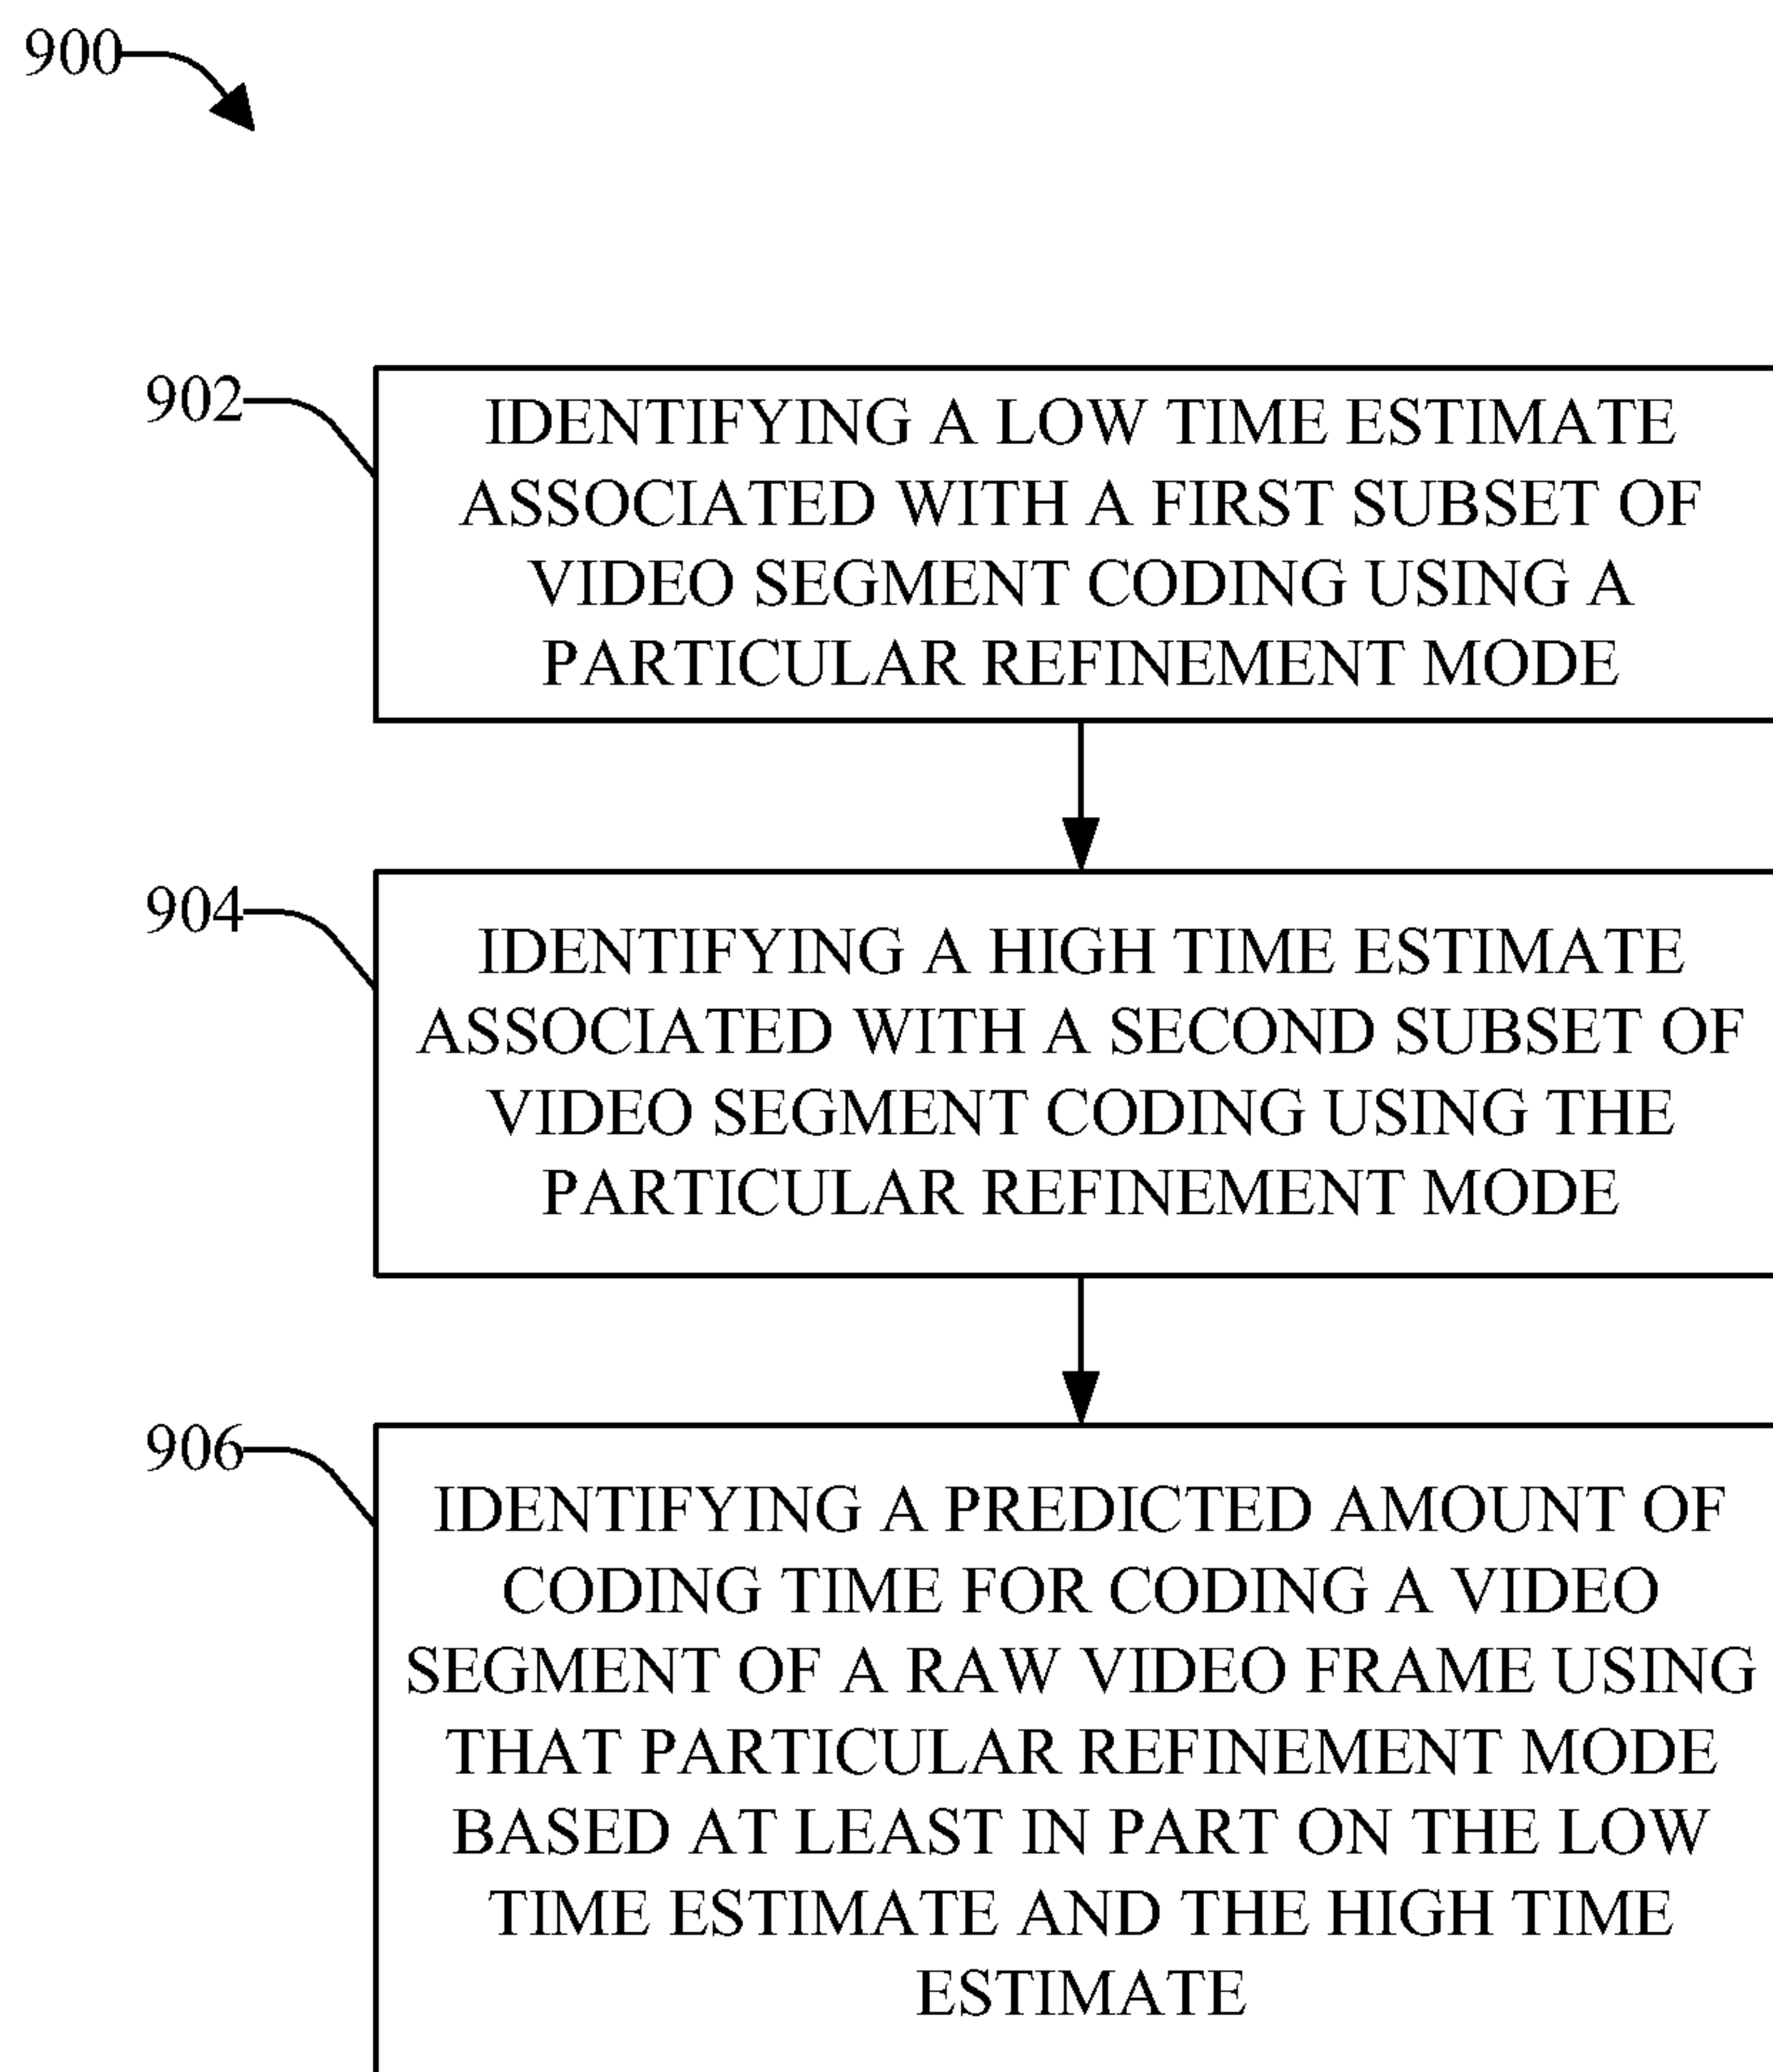 900
902
IDENTIFYING A LOW TIME ESTIMATE
ASSOCIATED WITH A FIRST SUBSET OF
VIDEO SEGMENT CODING USING A
PARTICULAR REFINEMENT MODE
904
IDENTIFYING A HIGH TIME ESTIMATE
ASSOCIATED WITH A SECOND SUBSET OF
VIDEO SEGMENT CODING USING THE
PARTICULAR REFINEMENT MODE
906
IDENTIFYING A PREDICTED AMOUNT OF
CODING TIME FOR CODING A VIDEO
SEGMENT OF A RAW VIDEO FRAME USING
THAT PARTICULAR REFINEMENT MODE
BASED AT LEAST IN PART ON THE LOW
TIME ESTIMATE AND THE HIGH TIME
ESTIMATE